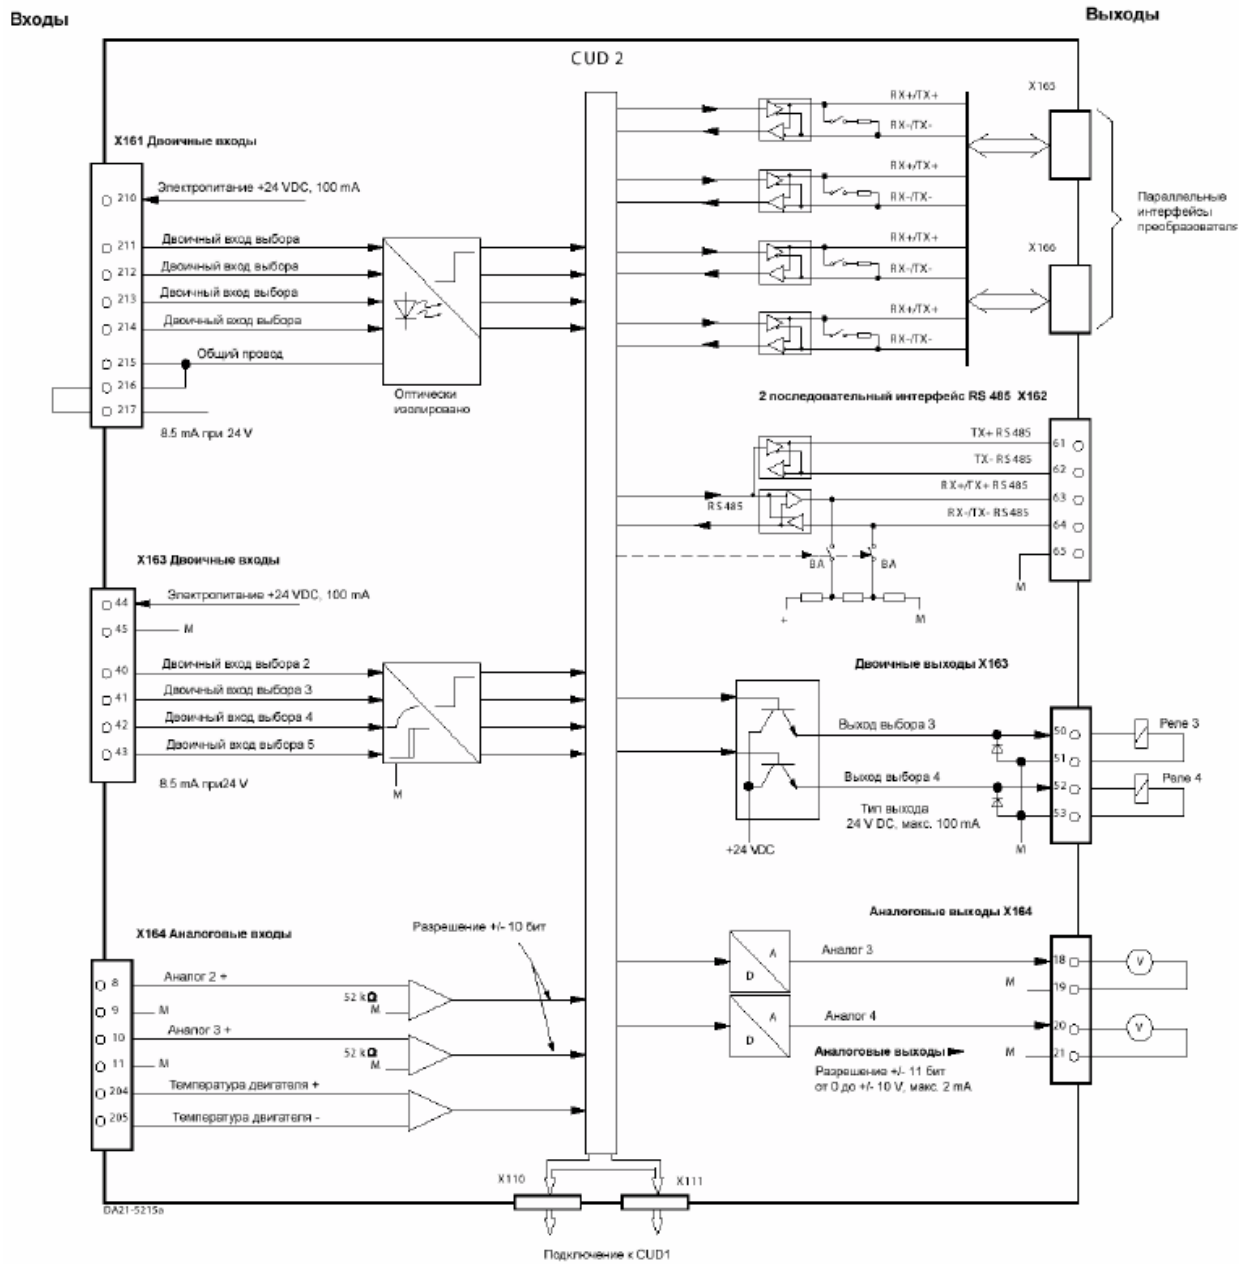 Входы
Выходы
CUD 2
X161 Двоичные входы
210
Электропитание +24 VDC, 100 mA
211
Двоичный вход выбора
212
Двоичный вход выбора
213
Двоичный вход выбора
214
Двоичный вход выбора
215
Общий провод
216
217
8.5 mA при 24 V
Оптически
изолировано
X163 Двоичные входы
44
Электропитание +24 VDC, 100 mA
45
M
40
Двоичный вход выбора 2
41
Двоичный вход выбора 3
42
Двоичный вход выбора 4
43
Двоичный вход выбора 5
8.5 mA при24 V
M
X164 Аналоговые входы
Разрешение +/- 10 бит
8
Аналог 2 +
9
M
52 kΩ
M
10
Аналог 3 +
11
M
52 kΩ
M
204
Температура двигателя +
205
Температура двигателя -
RX+/TX+
RX-/TX-
RX+/TX+
RX-/TX-
RX+/TX+
RX-/TX-
RX+/TX+
RX-/TX-
X165
X166
Параллельные
интерфейсы
преобразователя
2 последовательный интерфейс RS 485 X162
TX+ RS485
61
TX- RS485
62
RX+/TX+ RS485
63
RX-/TX- RS485
64
65
RS485
BA
BA
M
+
M
Двоичные выходы X163
Выход выбора 3
50
Реле 3
51
Выход выбора 4
52
Реле 4
53
Тип выхода
24 V DC, макс. 100 mA
+24 VDC
M
Аналоговые выходы X164
A
D
Аналог 3
18
V
M
19
A
D
Аналог 4
20
V
M
21
Аналоговые выходы
Разрешение +/- 11 бит
от 0 до +/- 10 V, макс. 2 mA
X110
X111
DA21-5215a
Подключение к CUD1